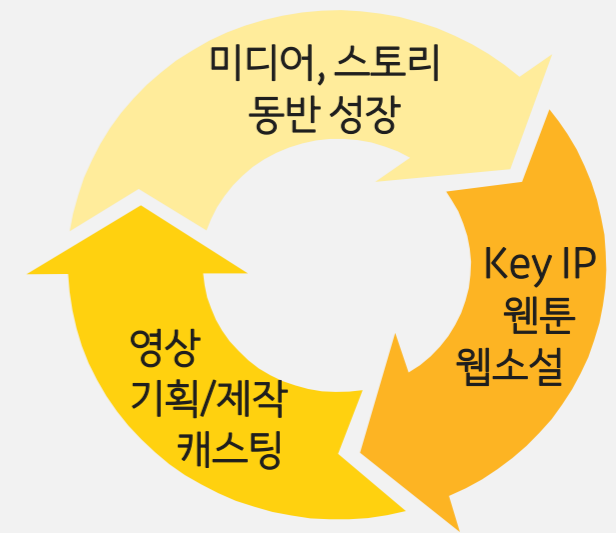 미디어, 스토리
동반 성장
Key IP
웬툰
웹소설
영상
기획/제작
캐스팅